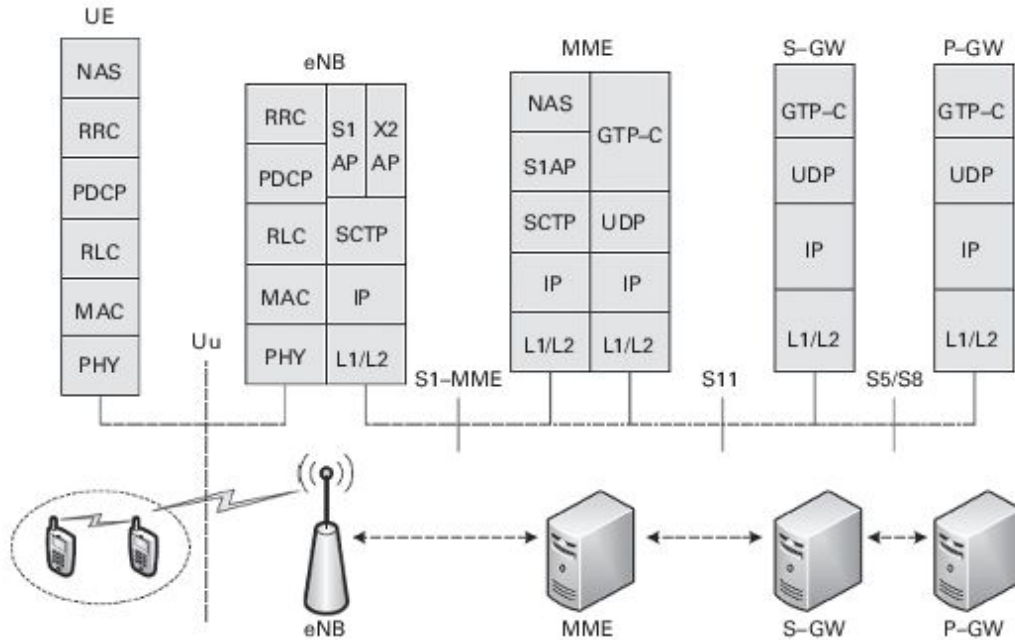 UE
NAS
RRC
PDCP
RLC
MAC
PHY
Uu
eNB
RRC
PDCP
RLC
MAC
PHY
S1
AP
X2
AP
SCTP
IP
L1/L2
S1–MME
MME
NAS
S1AP
SCTP
IP
L1/L2
GTP–C
UDP
IP
L1/L2
S11
S–GW
GTP–C
UDP
IP
L1/L2
S5/S8
P–GW
GTP–C
UDP
IP
L1/L2
eNB
MME
S–GW
P–GW